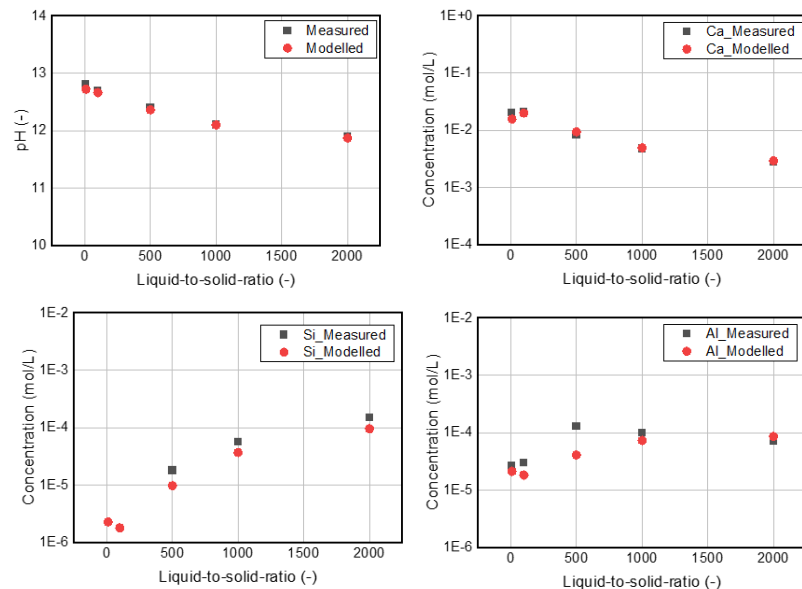 14
13
12
11
10
pH (-)
Measured
Modelled
0
500
1000
1500
2000
Liquid-to-solid-ratio (-)
1E+0
1E-1
1E-2
1E-3
1E-4
Concentration (mol/L)
Ca_Measured
Ca_Modelled
0
500
1000
1500
2000
Liquid-to-solid-ratio (-)
1E-2
1E-3
1E-4
1E-5
1E-6
Concentration (mol/L)
Si_Measured
Si_Modelled
0
500
1000
1500
2000
Liquid-to-solid-ratio (-)
1E-2
1E-3
1E-4
1E-5
1E-6
Concentration (mol/L)
Al_Measured
Al_Modelled
0
500
1000
1500
2000
Liquid-to-solid-ratio (-)